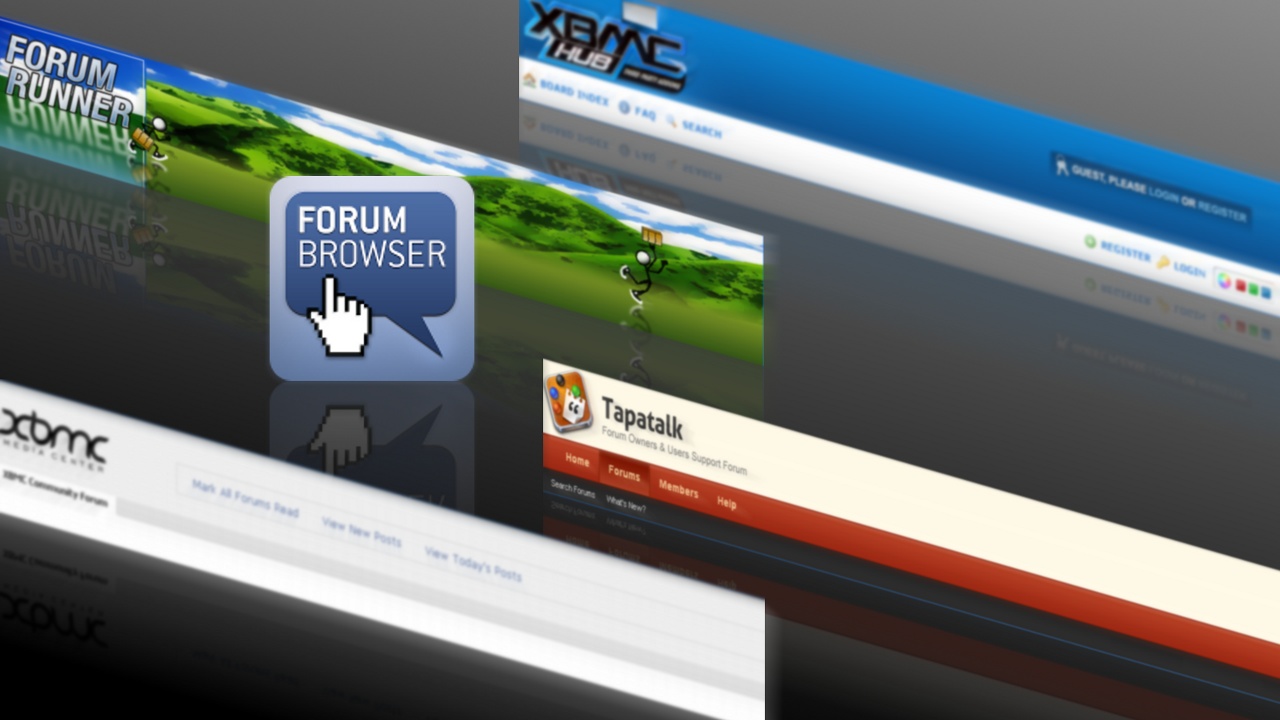 FORUM
RUNNER
XBMC
HUB
BOARD INDEX
FAQ
SEARCH
GUEST, PLEASE LOGIN OR REGISTER
REGISTER
LOGIN
FORUM
BROWSER
xbmc
MEDIA CENTER
XBMC Community Forum
Mark All Forums Read
View New Posts
View Today's Posts
Tapatalk
Forum Owners & Users Support Forum
Home
Forums
Members
Help
Search Forums
What's New?